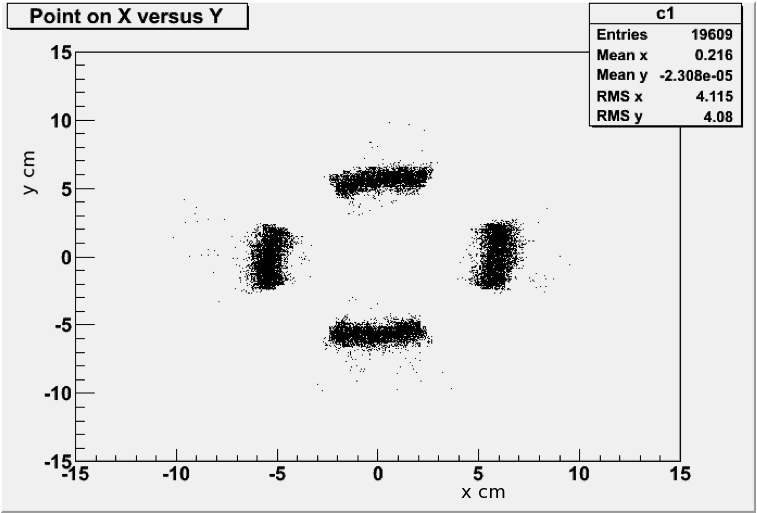 Point on X versus Y
c1
Entries 19609
Mean x 0.216
Mean y -2.308e-05
RMS x 4.115
RMS y 4.08
y cm
15
10
5
0
-5
-10
-15
-15 -10 -5 0 5 10 15
x cm